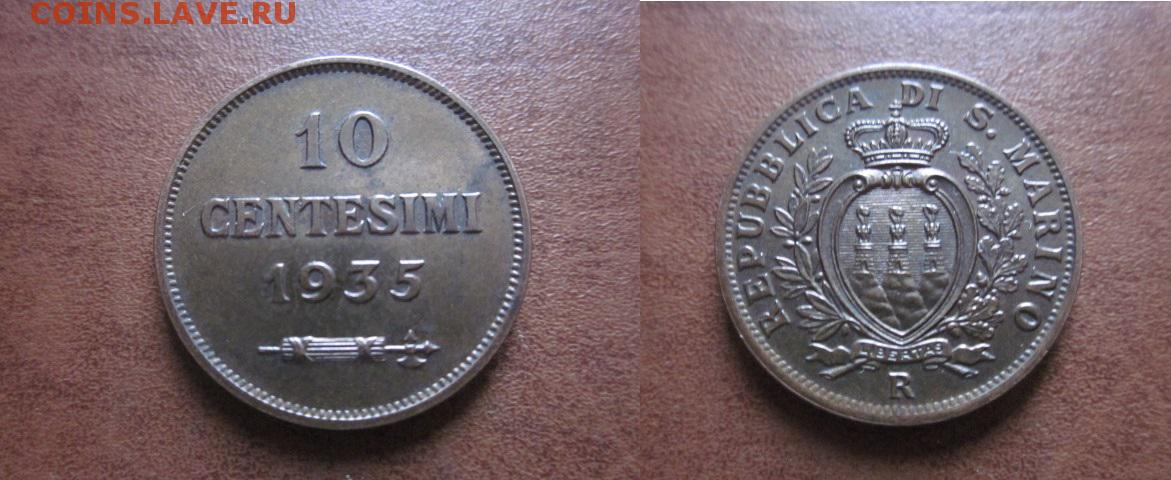 COINS.LAVE.RU
10
CENTESIMI
1935
REPUBBLICA DI S. MARINO
LIBERTAS
R